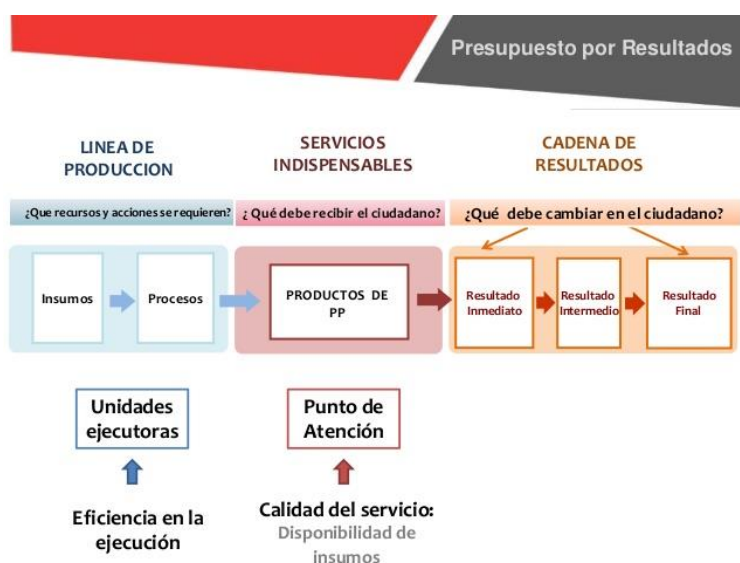 Presupuesto por Resultados
LINEA DE
PRODUCCION
SERVICIOS
INDISPENSABLES
CADENA DE
RESULTADOS
¿Que recursos y acciones se requieren?
¿ Qué debe recibir el ciudadano?
¿Qué debe cambiar en el ciudadano?
Insumos
Procesos
PRODUCTOS DE
PP
Resultado
Inmediato
Resultado
Intermedio
Resultado
Final
Unidades
ejecutoras
Punto de
Atención
Eficiencia en la
ejecución
Calidad del servicio:
Disponibilidad de
insumos